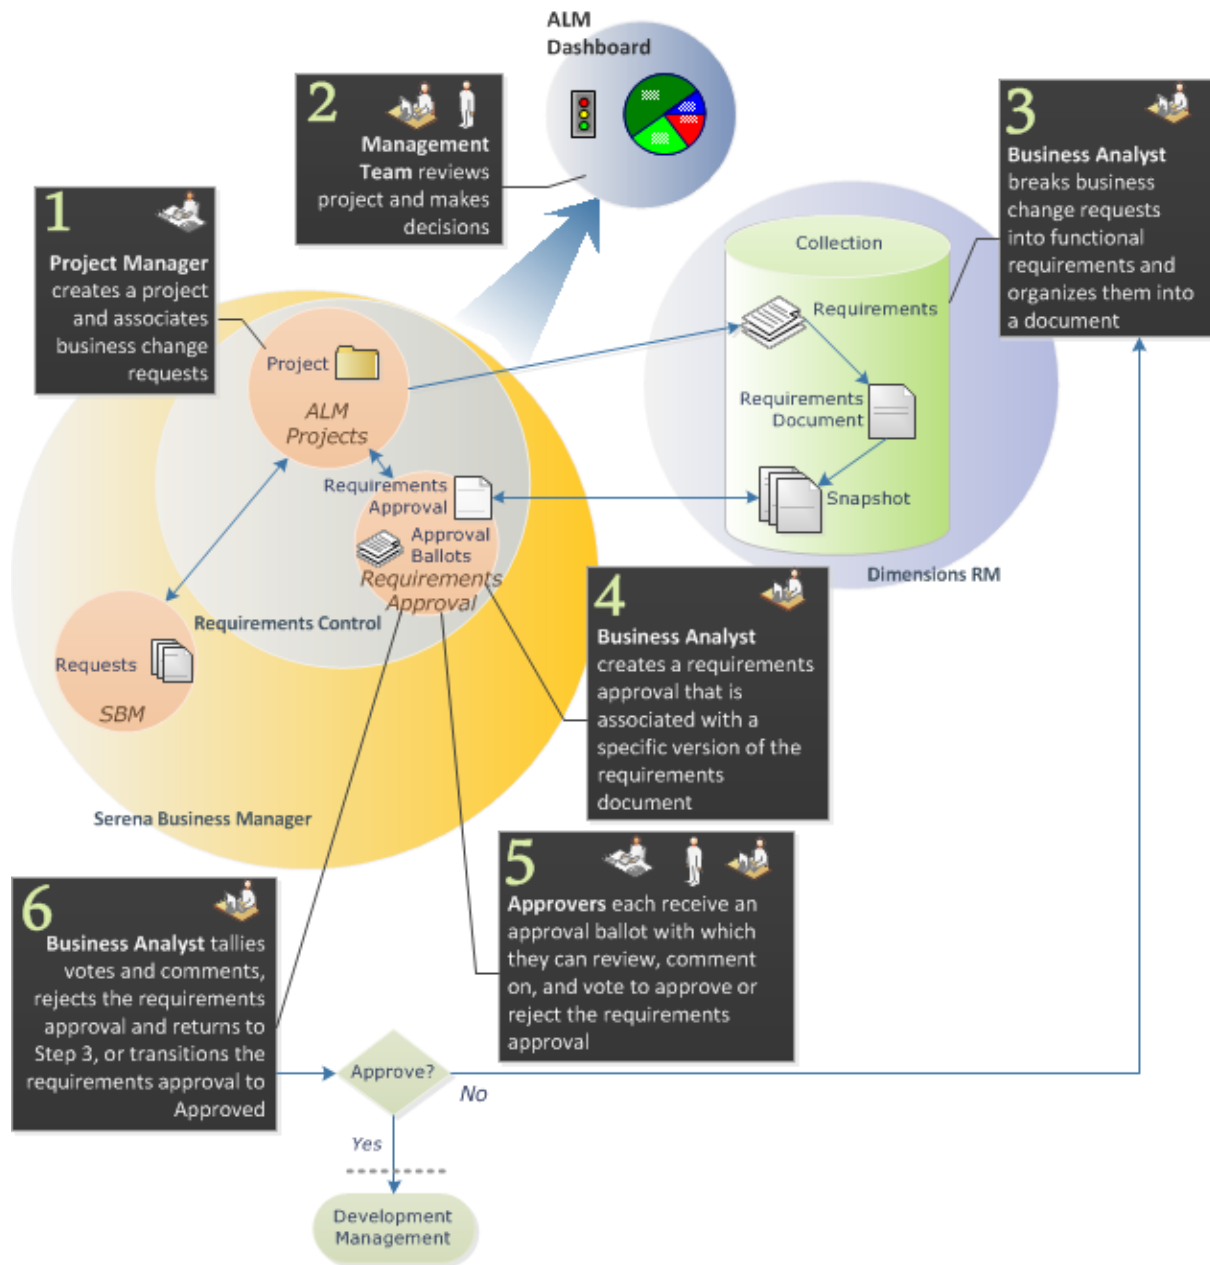 ALM
Dashboard
2
Management
Team reviews
project and makes
decisions
3
Business Analyst
breaks business
change requests
into functional
requirements and
organizes them into
a document
1
Project Manager
creates a project
and associates
business change
requests
Collection
Requirements
Requirements
Document
Snapshot
Dimensions RM
Project
ALM
Projects
Requirements
Approval
Approval
Ballots
Requirements
Approval
Requirements Control
Requests
SBM
Serena Business Manager
4
Business Analyst
creates a requirements
approval that is
associated with a
specific version of the
requirements
document
5
Approvers each receive an
approval ballot with which
they can review, comment
on, and vote to approve or
reject the requirements
approval
6
Business Analyst tallies
votes and comments,
rejects the requirements
approval and returns to
Step 3, or transitions the
requirements approval to
Approved
Approve?
No
Yes
Development
Management